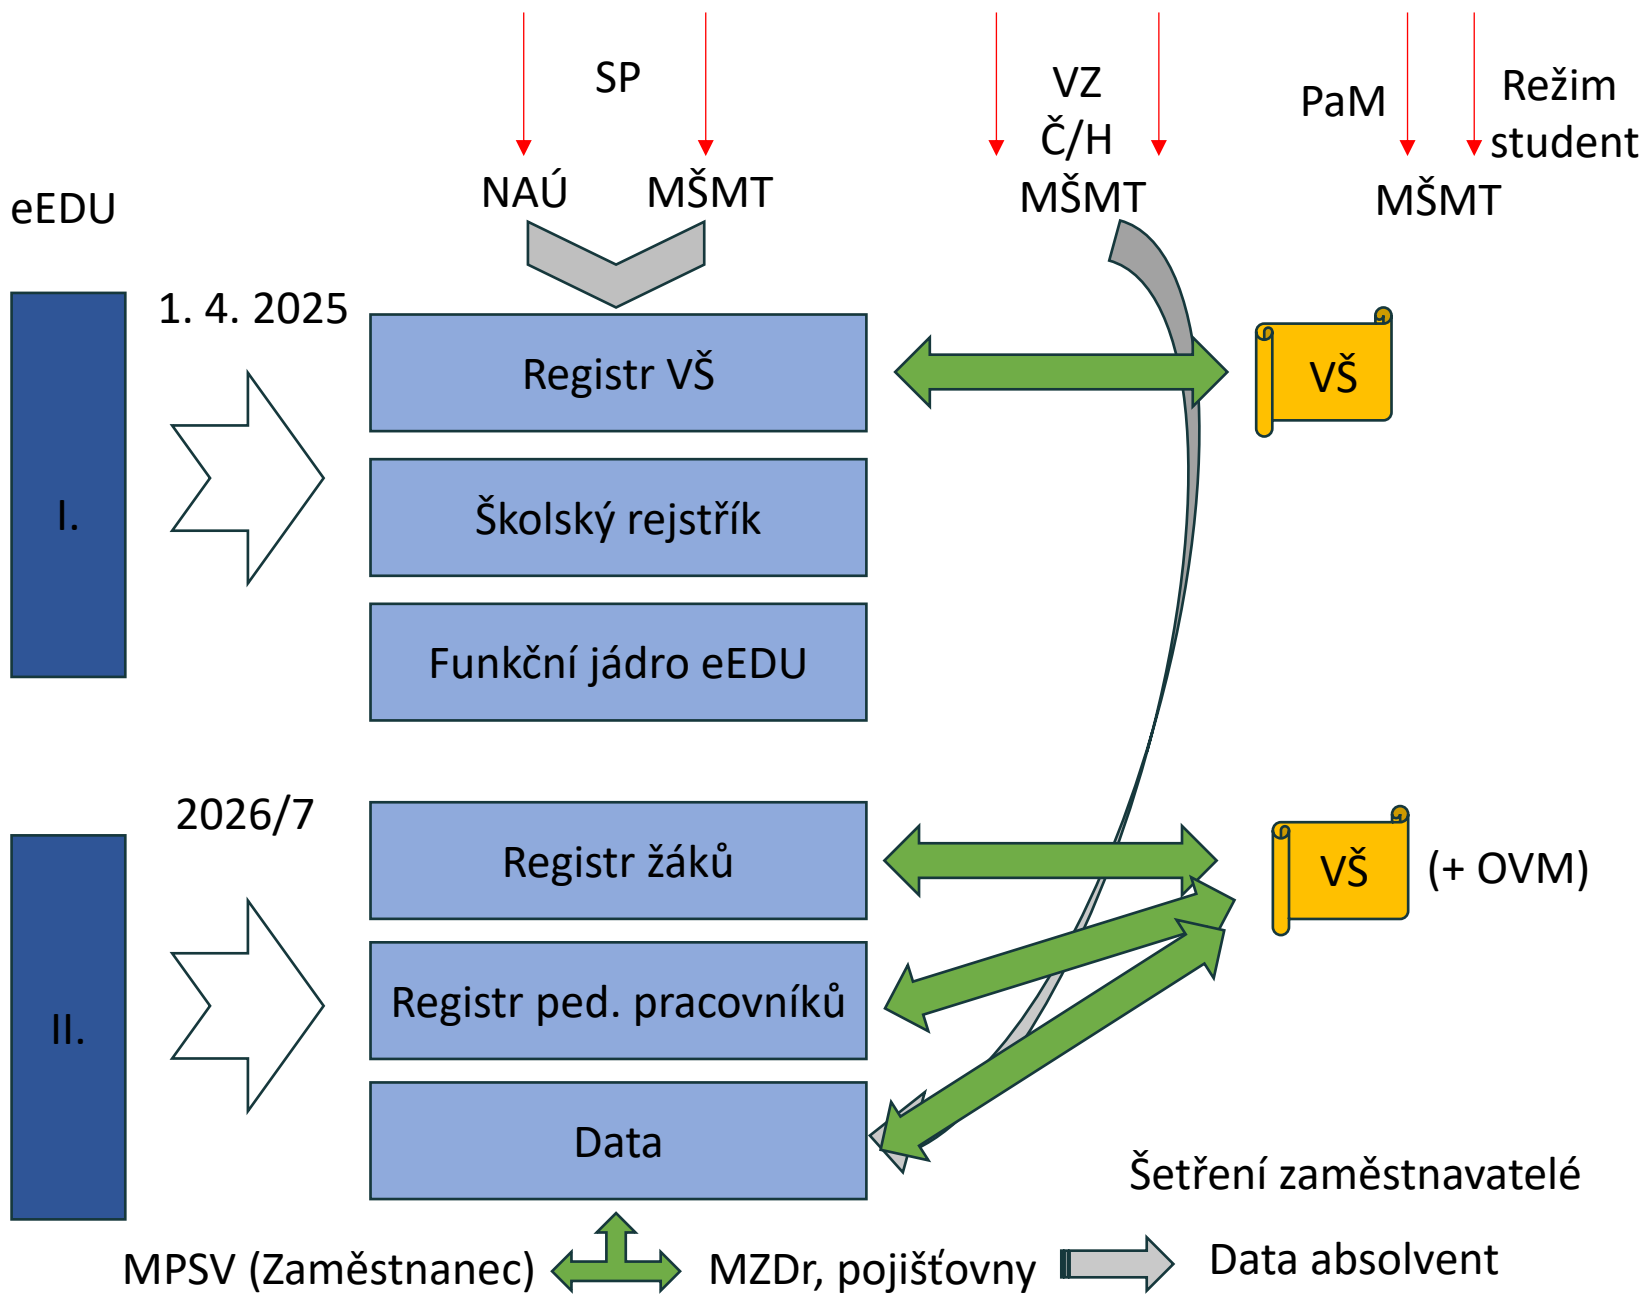 SP
VZ
Č/H
PaM
Režim
student
eEDU
NAÚ
MŠMT
MŠMT
MŠMT
1. 4. 2025
I.
Registr VŠ
VŠ
Školský rejstřík
Funkční jádro eEDU
2026/7
II.
Registr žáků
VŠ
(+ OVM)
Registr ped. pracovníků
Data
Šetření zaměstnavatelé
MPSV (Zaměstnanec)
MZDr, pojišťovny
Data absolvent